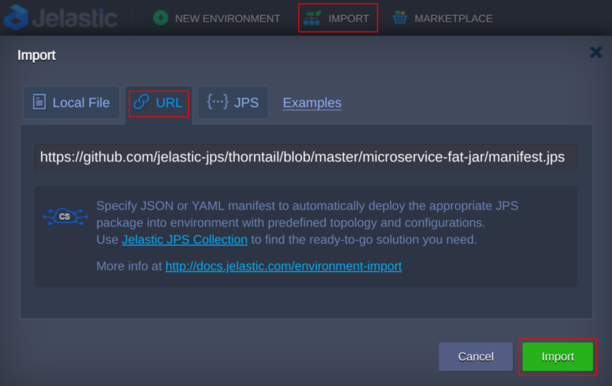 Jelastic NEW ENVIRONMENT IMPORT MARKETPLACE
Import
Local File URL {···} JPS Examples
https://github.com/jelastic-jps/thorntail/blob/master/microservice-fat-jar/manifest.jps
CS
Specify JSON or YAML manifest to automatically deploy the appropriate JPS
package into environment with predefined topology and configurations.
Use Jelastic JPS Collection to find the ready-to-go solution you need.
More info at http://docs.jelastic.com/environment-import
Cancel Import